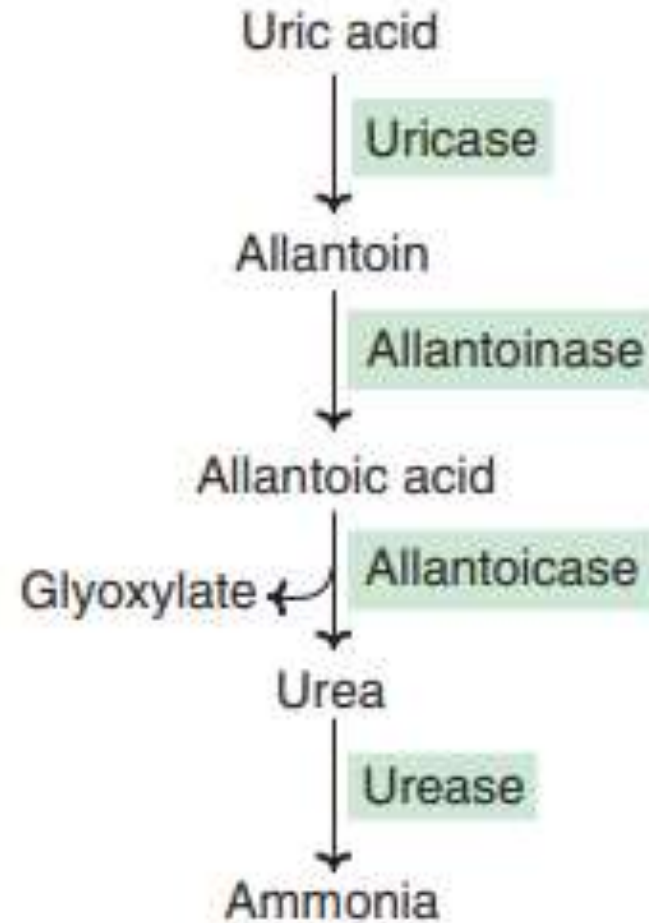 Uric acid
Uricase
Allantoin
Allantoinase
Allantoic acid
Allantoicase
Glyoxylate
Urea
Urease
Ammonia